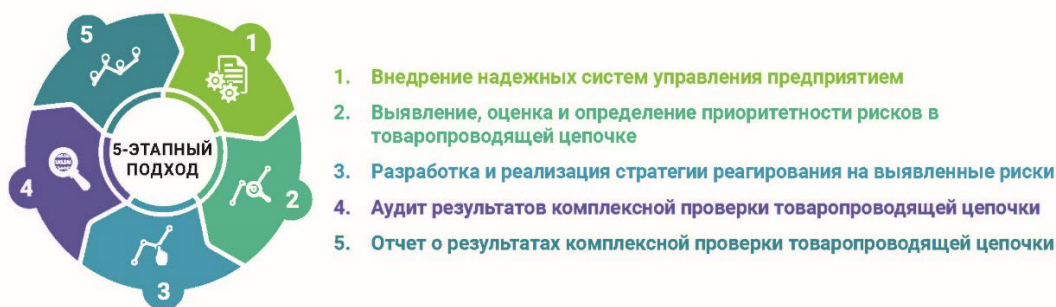 5
1
5-ЭТАПНЫЙ
ПОДХОД
4
2
3
1. Внедрение надежных систем управления предприятием
2. Выявление, оценка и определение приоритетности рисков в
товаропроводящей цепочке
3. Разработка и реализация стратегии реагирования на выявленные риски
4. Аудит результатов комплексной проверки товаропроводящей цепочки
5. Отчет о результатах комплексной проверки товаропроводящей цепочки